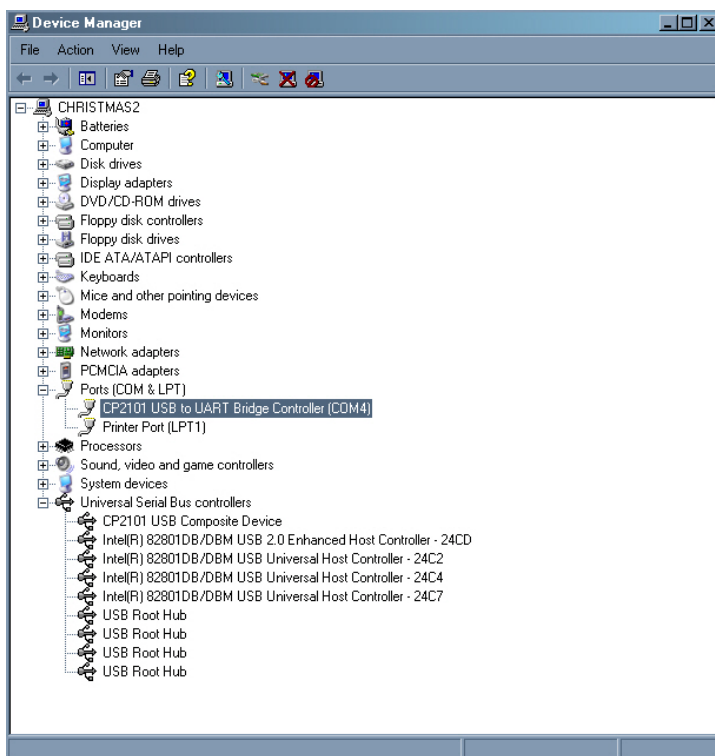 Device Manager
File Action View Help
CHRISTMAS2
Batteries
Computer
Disk drives
Display adapters
DVD/CD-ROM drives
Floppy disk controllers
Floppy disk drives
IDE ATA/ATAPI controllers
Keyboards
Mice and other pointing devices
Modems
Monitors
Network adapters
PCMCIA adapters
Ports (COM & LPT)
CP2101 USB to UART Bridge Controller (COM4)
Printer Port (LPT1)
Processors
Sound, video and game controllers
System devices
Universal Serial Bus controllers
CP2101 USB Composite Device
Intel(R) 82801DB/DBM USB 2.0 Enhanced Host Controller - 24CD
Intel(R) 82801DB/DBM USB Universal Host Controller - 24C2
Intel(R) 82801DB/DBM USB Universal Host Controller - 24C4
Intel(R) 82801DB/DBM USB Universal Host Controller - 24C7
USB Root Hub
USB Root Hub
USB Root Hub
USB Root Hub